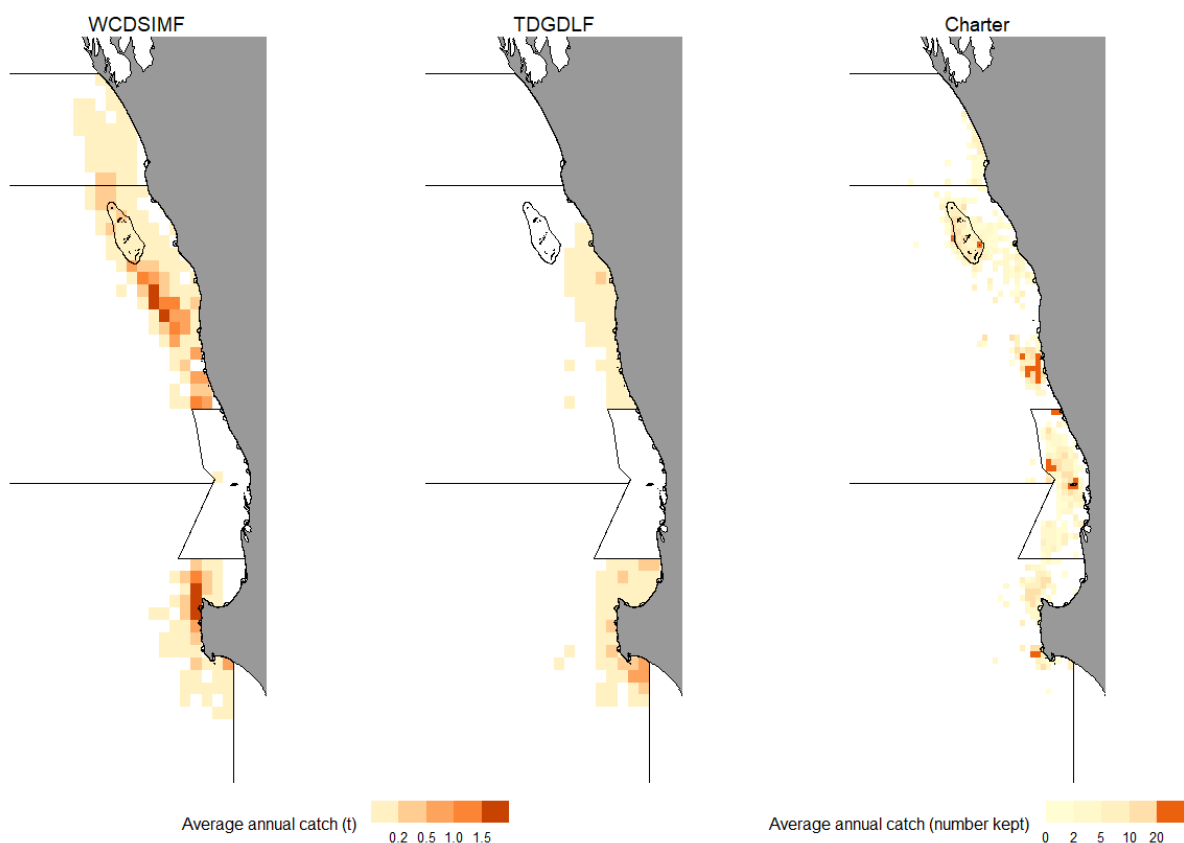 WCDSIMF TDGDLF Charter
Average annual catch (t) 0.2 0.5 1.0 1.5
Average annual catch (number kept) 0 2 5 10 20